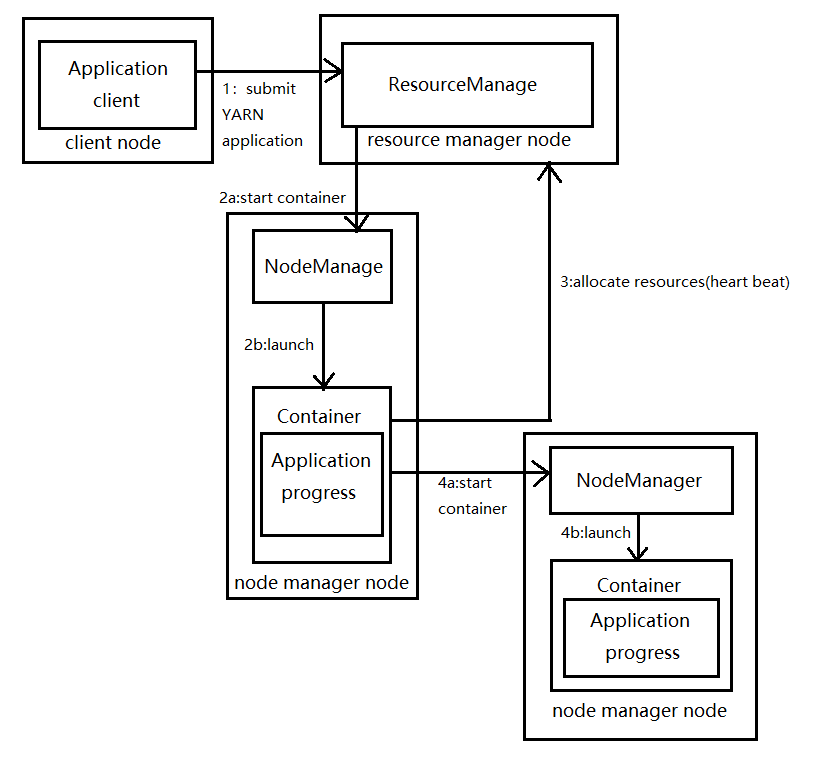 Application
client
client node
1：submit
YARN
application
ResourceManage
resource manager node
2a:start container
NodeManage
2b:launch
Container
Application
progress
node manager node
3:allocate resources(heart beat)
4a:start
container
NodeManager
4b:launch
Container
Application
progress
node manager node